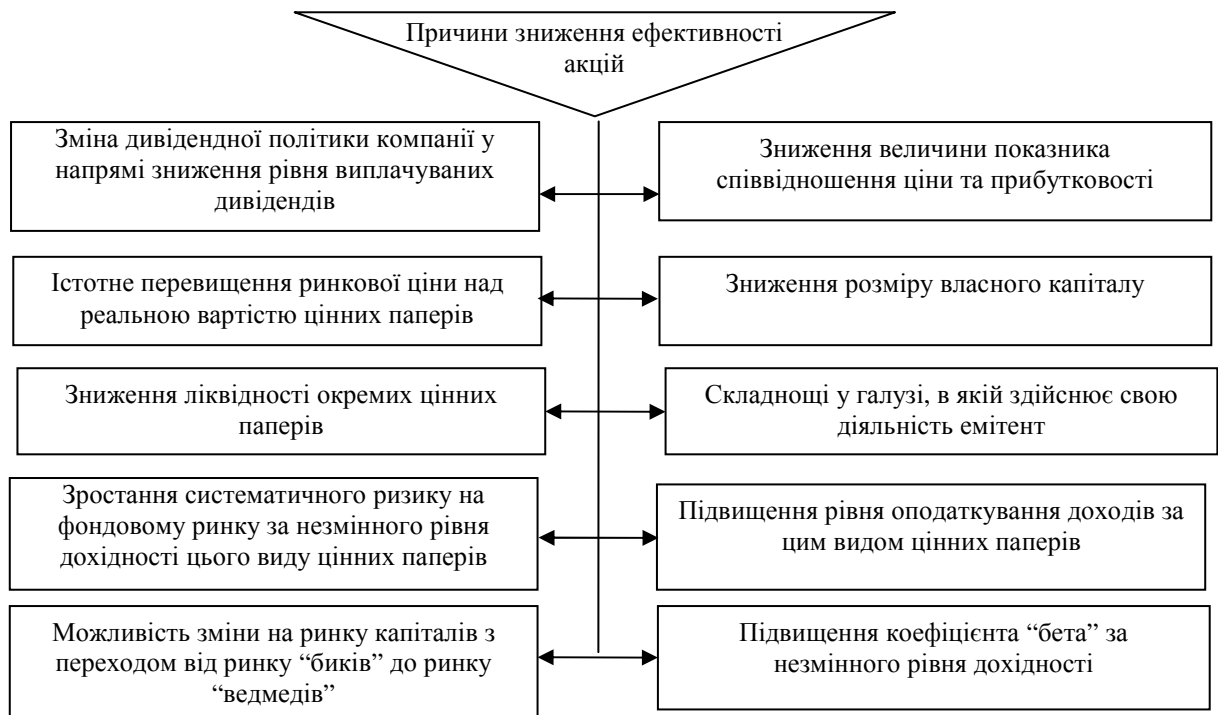 Причини зниження ефективності
акцій
Зміна дивідендної політики компанії у
напрямі зниження рівня виплачуваних
дивідендів
Зниження величини показника
співвідношення ціни та прибутковості
Істотне перевищення ринкової ціни над
реальною вартістю цінних паперів
Зниження розміру власного капіталу
Зниження ліквідності окремих цінних
паперів
Складнощі у галузі, в якій здійснює свою
діяльність емітент
Зростання систематичного ризику на
фондовому ринку за незмінного рівня
дохідності цього виду цінних паперів
Підвищення рівня оподаткування доходів за
цим видом цінних паперів
Можливість зміни на ринку капіталів з
переходом від ринку “биків” до ринку
“ведмедів”
Підвищення коефіцієнта “бета” за
незмінного рівня дохідності